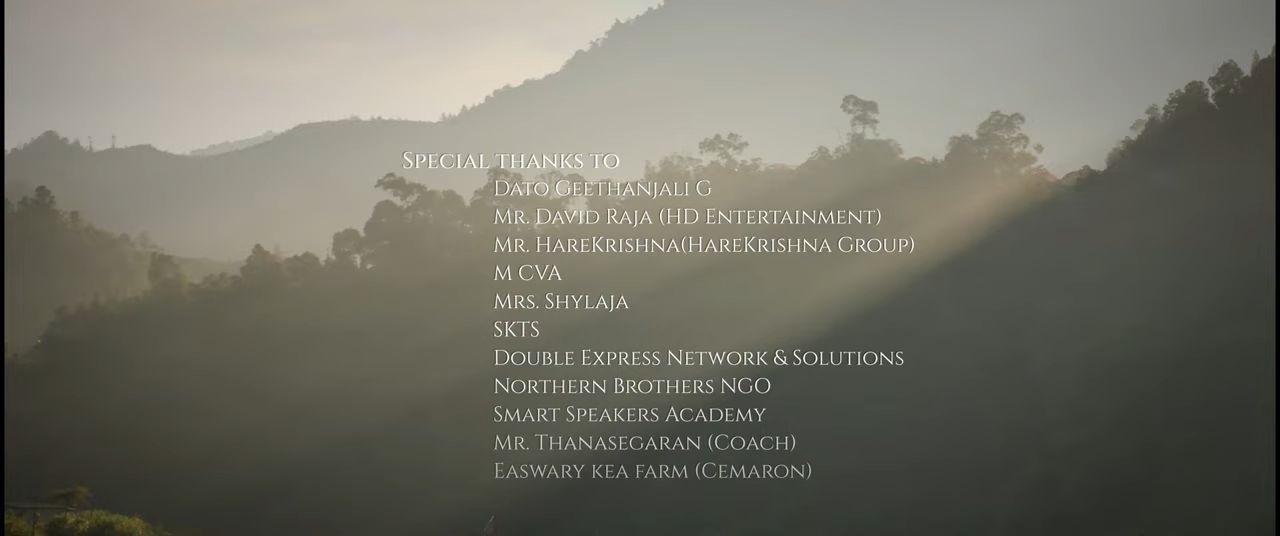 Special thanks to
Dato Geethanjali G
Mr. David Raja (HD Entertainment)
Mr. HareKrishna(HareKrishna Group)
M CVA
Mrs. Shylaja
SKTS
Double Express Network & Solutions
Northern Brothers NGO
Smart Speakers Academy
Mr. Thanasegaran (Coach)
Easwary kea farm (Cemaron)